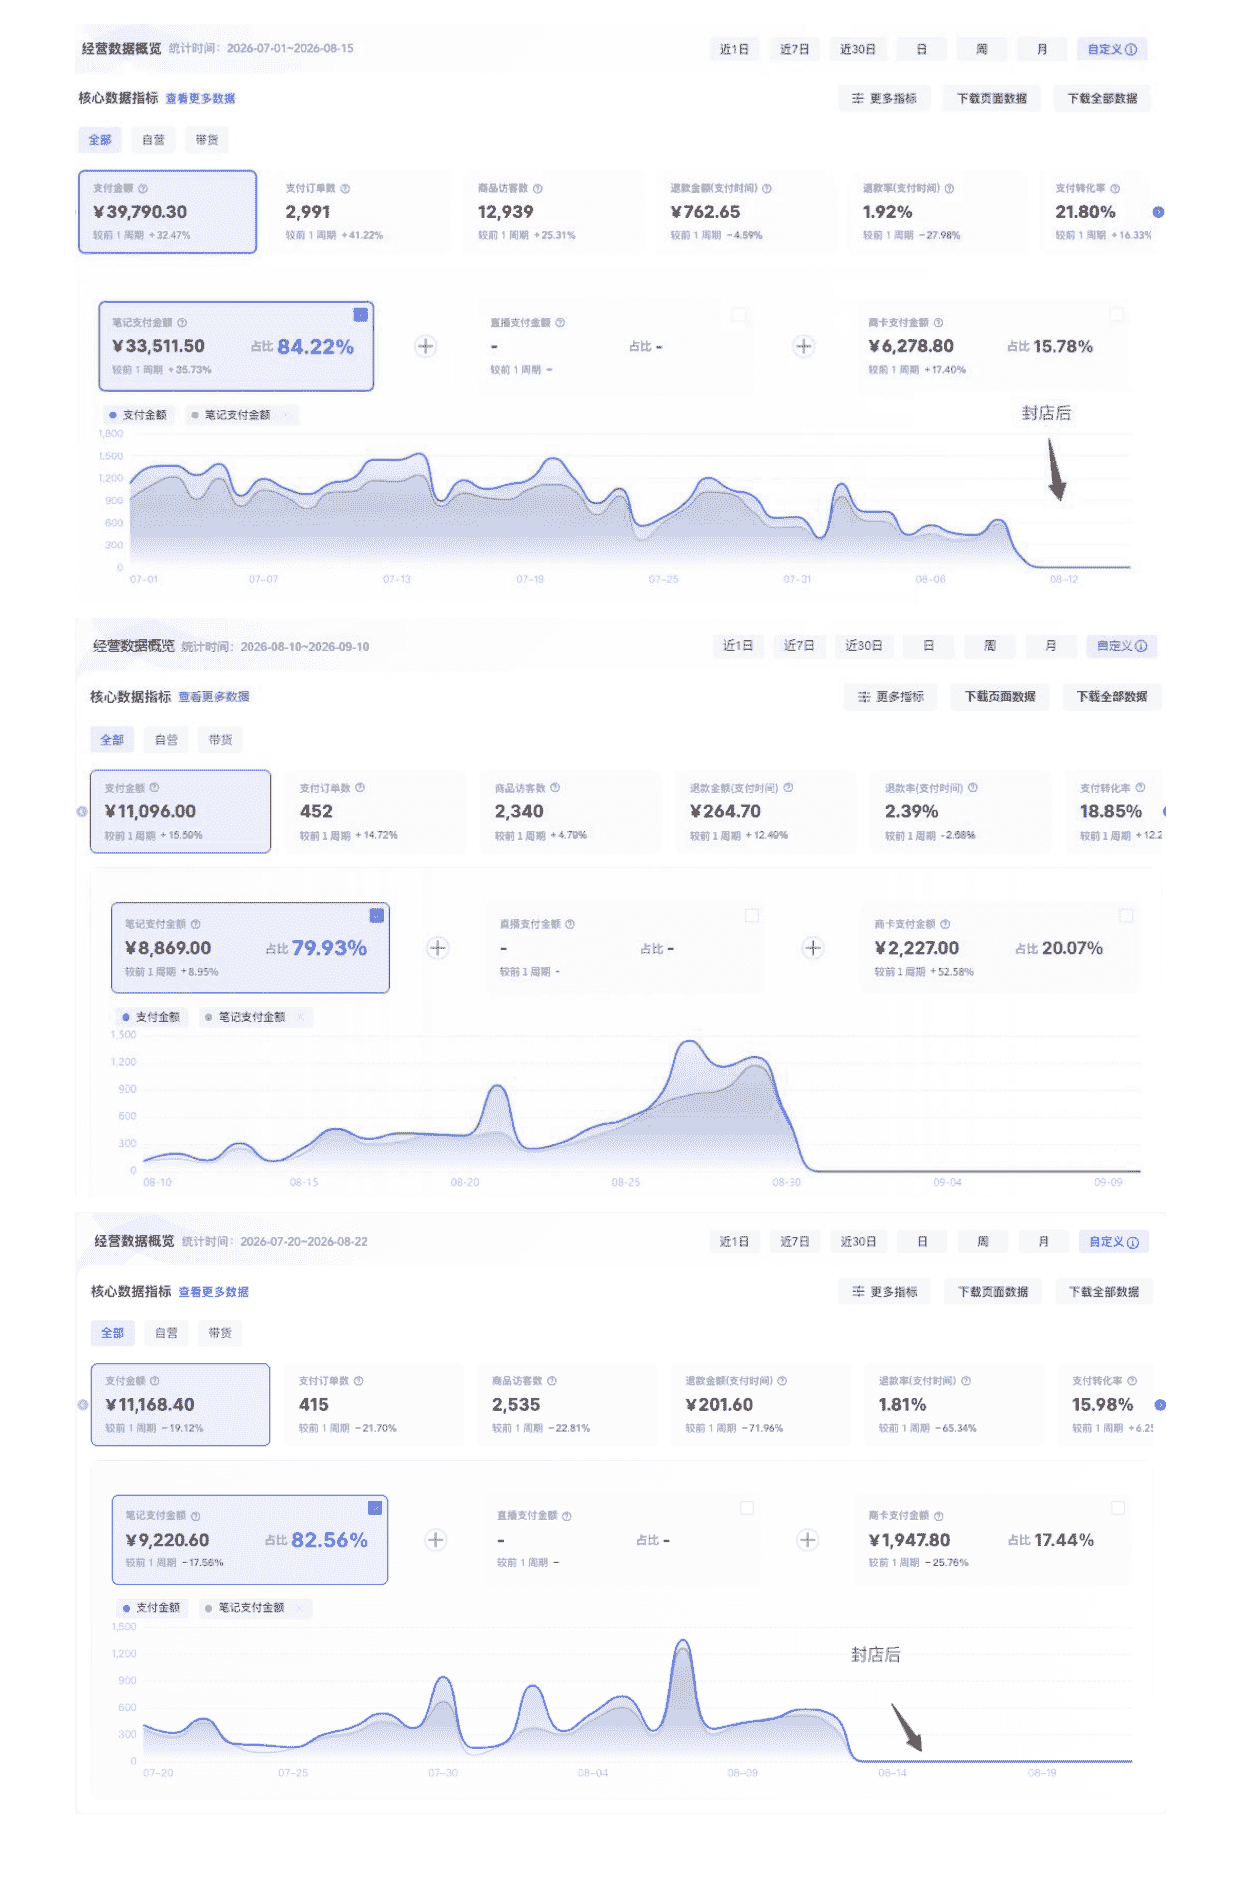 经营数据概览 统计时间：2026-07-01~2026-08-15 近1日 近7日 近30日 日 周 月 自定义
核心数据指标 查看更多数据 更多指标 下载页面数据 下载全部数据
全部 自营 带货
支付金额 支付订单数 商品访客数 退款金额(支付时间) 退款率(支付时间) 支付转化率
¥39,790.30 2,991 12,939 ¥762.65 1.92% 21.80%
较前1周期 +32.47% 较前1周期 +41.22% 较前1周期 +25.31% 较前1周期 -4.59% 较前1周期 -27.98% 较前1周期 +16.33%
笔记支付金额 直播支付金额 商卡支付金额
¥33,511.50 占比 84.22% - 占比 - ¥6,278.80 占比 15.78%
较前1周期 +35.73% 较前1周期 - 较前1周期 +17.40%
支付金额 笔记支付金额 × 封店后
1,800
1,500
1,200
900
600
300
0
07-01 07-07 07-13 07-19 07-25 07-31 08-06 08-12
经营数据概览 统计时间：2026-08-10~2026-09-10 近1日 近7日 近30日 日 周 月 自定义
核心数据指标 查看更多数据 更多指标 下载页面数据 下载全部数据
全部 自营 带货
支付金额 支付订单数 商品访客数 退款金额(支付时间) 退款率(支付时间) 支付转化率
¥11,096.00 452 2,340 ¥264.70 2.39% 18.85%
较前1周期 +15.50% 较前1周期 +14.72% 较前1周期 +4.79% 较前1周期 +12.49% 较前1周期 -2.68% 较前1周期 +12.2
笔记支付金额 直播支付金额 商卡支付金额
¥8,869.00 占比 79.93% - 占比 - ¥2,227.00 占比 20.07%
较前1周期 +8.95% 较前1周期 - 较前1周期 +52.58%
支付金额 笔记支付金额 ×
1,500
1,200
900
600
300
0
08-10 08-15 08-20 08-25 08-30 09-04 09-09
经营数据概览 统计时间：2026-07-20~2026-08-22 近1日 近7日 近30日 日 周 月 自定义
核心数据指标 查看更多数据 更多指标 下载页面数据 下载全部数据
全部 自营 带货
支付金额 支付订单数 商品访客数 退款金额(支付时间) 退款率(支付时间) 支付转化率
¥11,168.40 415 2,535 ¥201.60 1.81% 15.98%
较前1周期 -19.12% 较前1周期 -21.70% 较前1周期 -22.81% 较前1周期 -71.96% 较前1周期 -65.34% 较前1周期 +6.25
笔记支付金额 直播支付金额 商卡支付金额
¥9,220.60 占比 82.56% - 占比 - ¥1,947.80 占比 17.44%
较前1周期 -17.56% 较前1周期 - 较前1周期 -25.76%
支付金额 笔记支付金额 ×
1,500
1,200 封店后
900
600
300
0
07-20 07-25 07-30 08-04 08-09 08-14 08-19